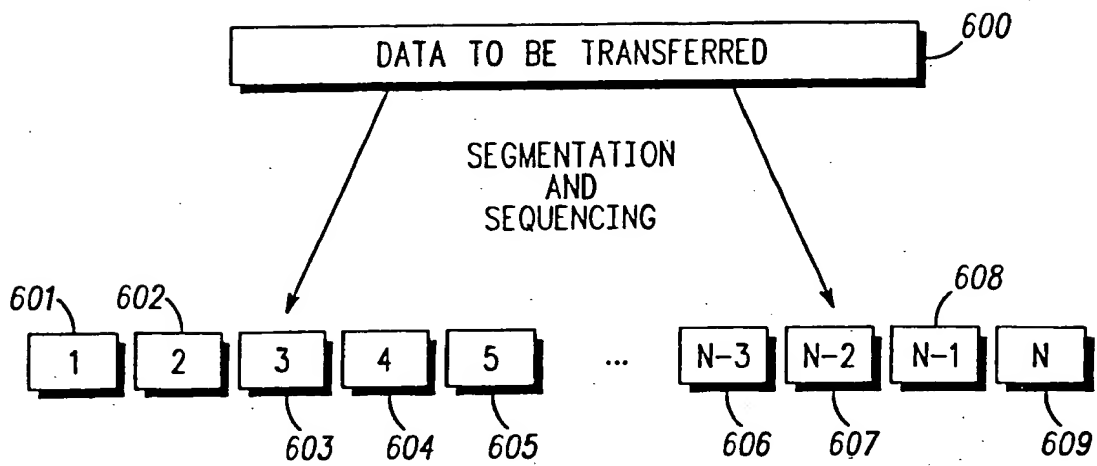 600
DATA TO BE TRANSFERRED
SEGMENTATION
AND
SEQUENCING
601 602 608
1 2 3 4 5 ... N-3 N-2 N-1 N
603 604 605 606 607 609